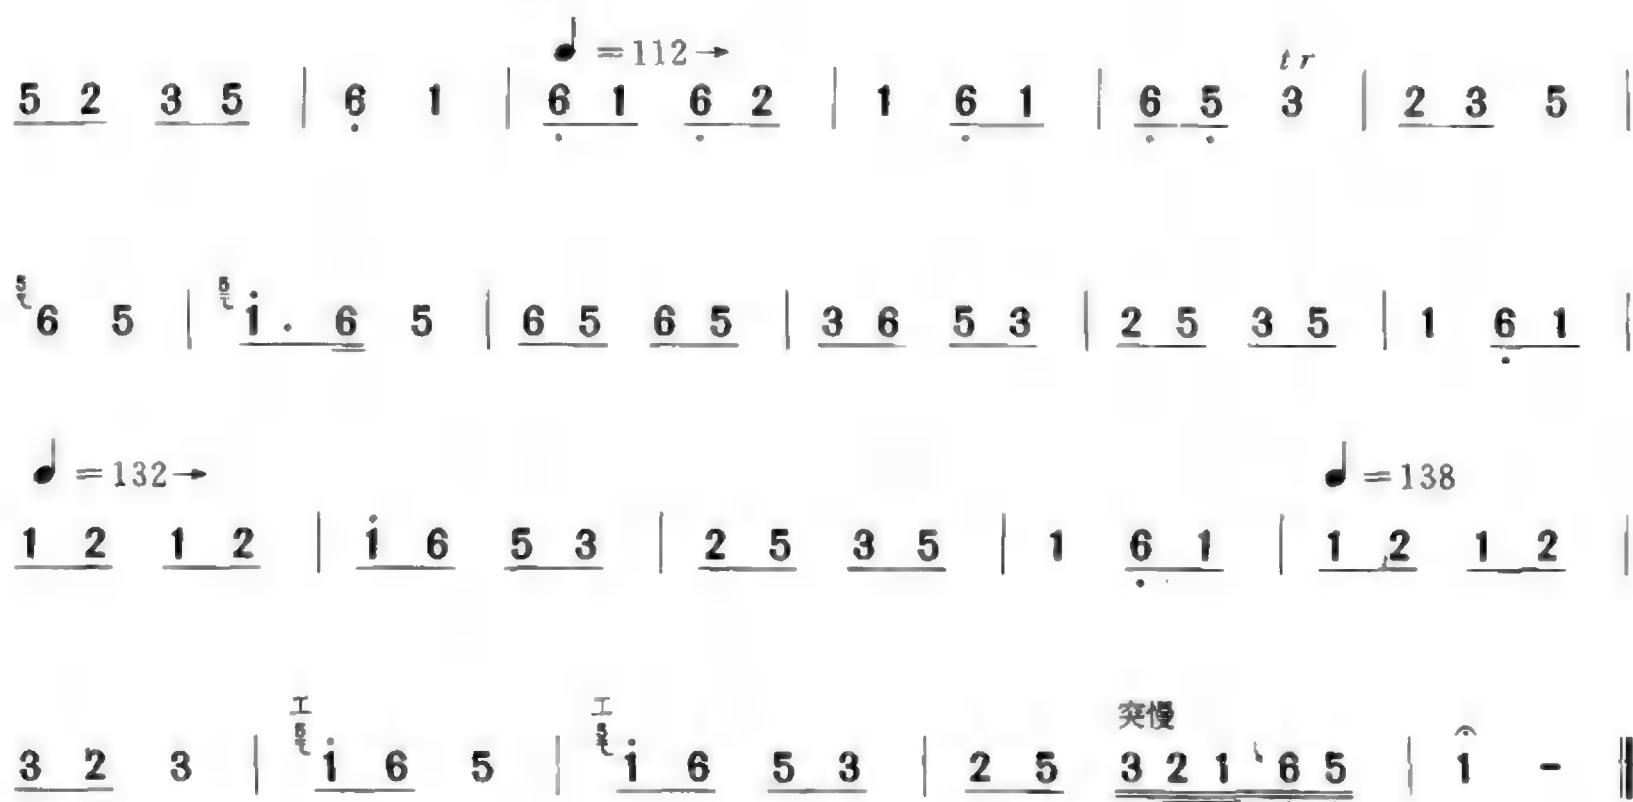 ♩=112→
tr
5 2 3 5 | 6̣ 1 | 6̣ 1 6̣ 2 | 1 6̣ 1 | 6̣ 5̣ 3 | 2 3 5 |
6 5 | i̇ . 6 5 | 6 5 6 5 | 3 6 5 3 | 2 5 3 5 | 1 6̣ 1 |
♩=132→ ♩=138
1 2 1 2 | i̇ 6 5 3 | 2 5 3 5 | 1 6̣ 1 | 1 2 1 2 |
工 工 突慢
3 2 3 | i̇ 6 5 | i̇ 6 5 3 | 2 5 3 2 1 6 5 | 1 - ‖